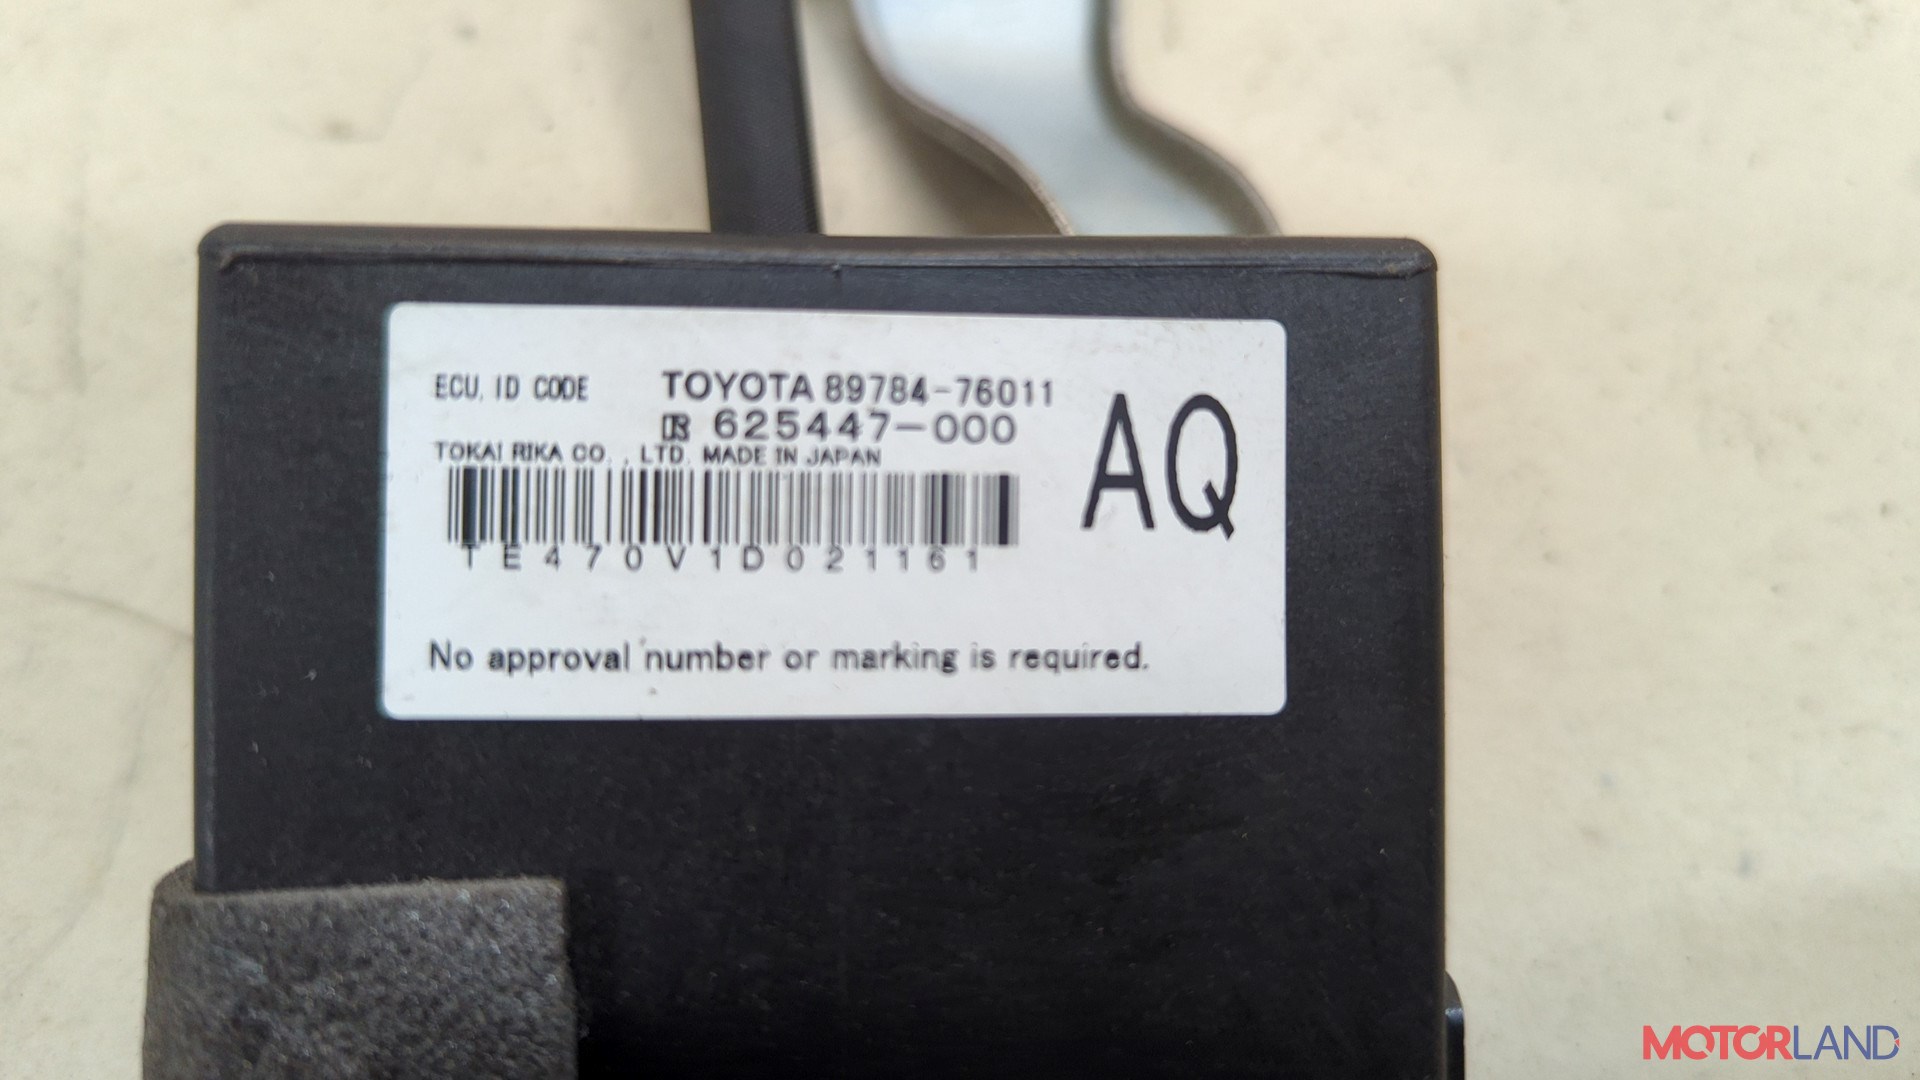 ECU, ID CODE TOYOTA 89784-76011
625447-000
TOKAI RIKA CO., LTD. MADE IN JAPAN
AQ
TE470V1D021161
No approval number or marking is required.
MOTORLAND